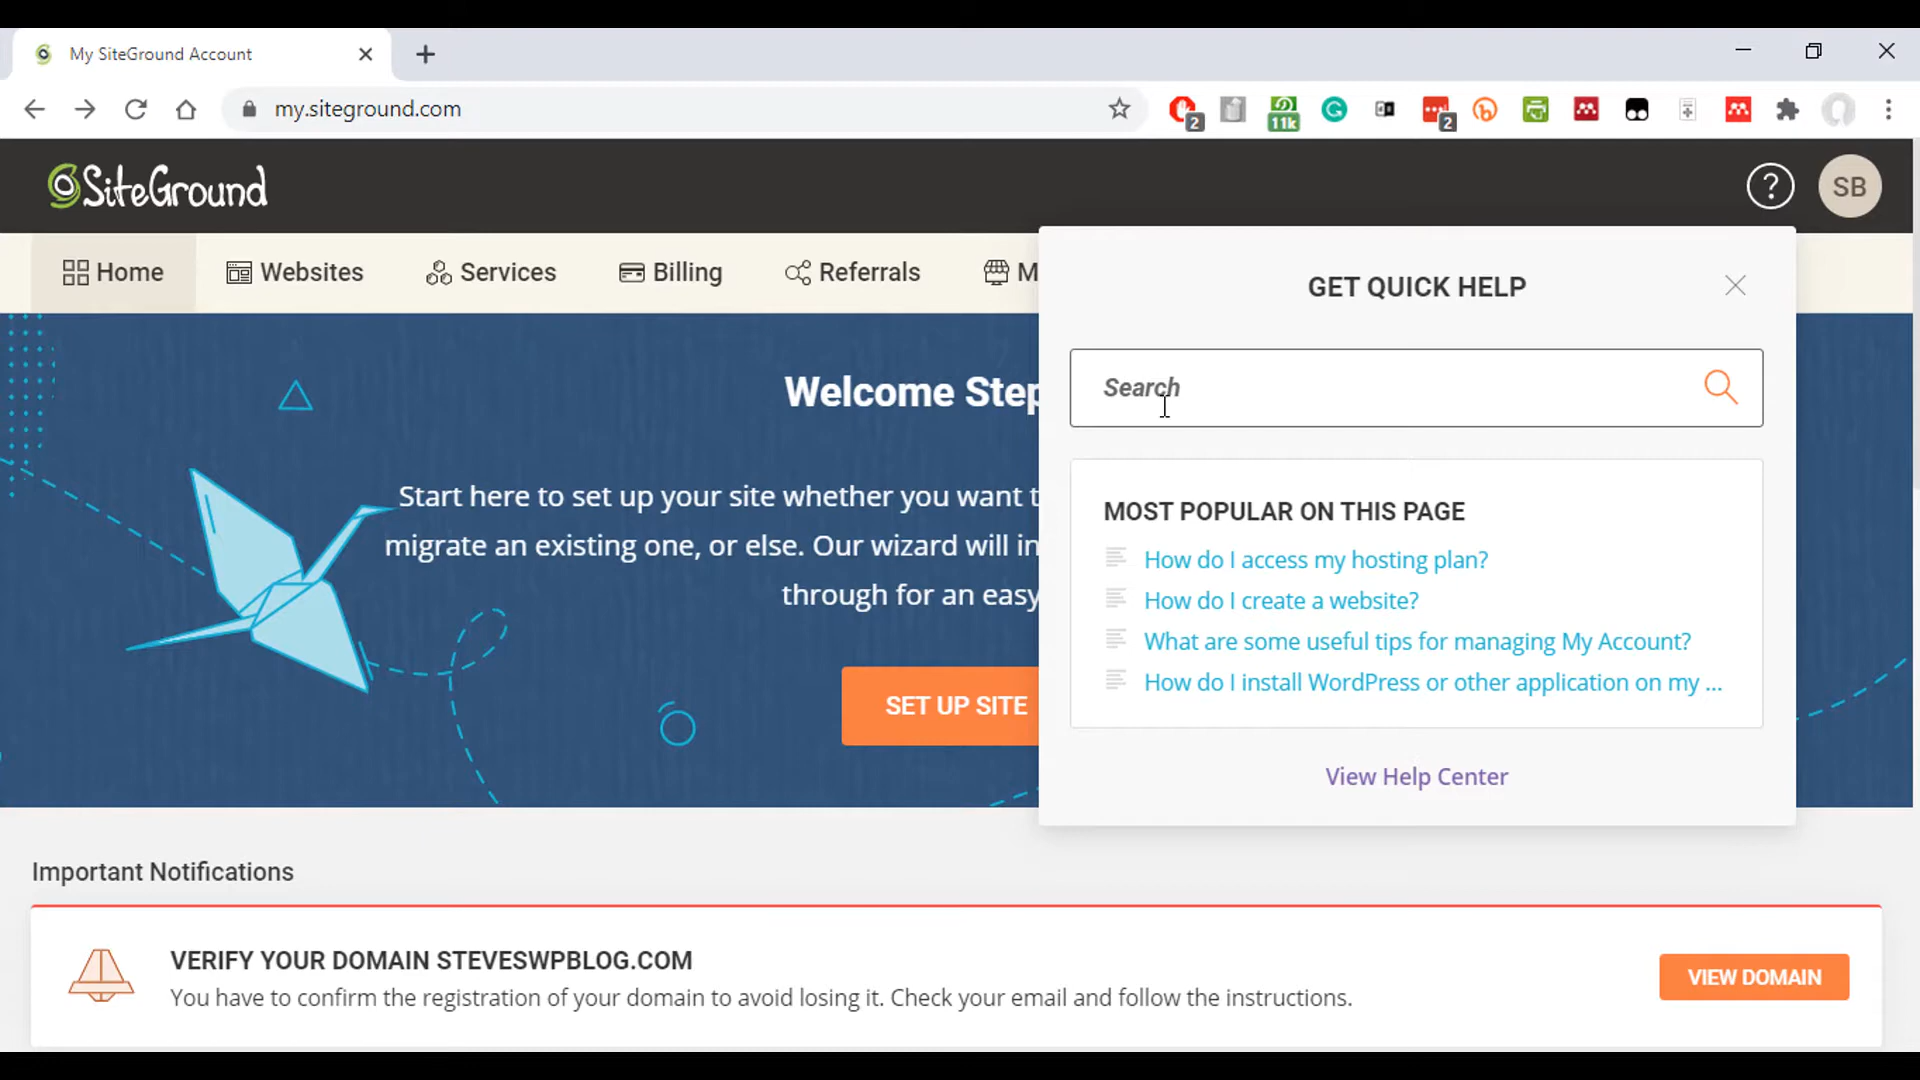 My SiteGround Account
my.siteground.com
2
11k
2
SiteGround
?
SB
Home
Websites
Services
Billing
Referrals
M
GET QUICK HELP
Search
MOST POPULAR ON THIS PAGE
How do I access my hosting plan?
How do I create a website?
What are some useful tips for managing My Account?
How do I install WordPress or other application on my ...
View Help Center
Welcome Step
Start here to set up your site whether you want t
migrate an existing one, or else. Our wizard will in
through for an easy
SET UP SITE
Important Notifications
VERIFY YOUR DOMAIN STEVESWPBLOG.COM
You have to confirm the registration of your domain to avoid losing it. Check your email and follow the instructions.
VIEW DOMAIN